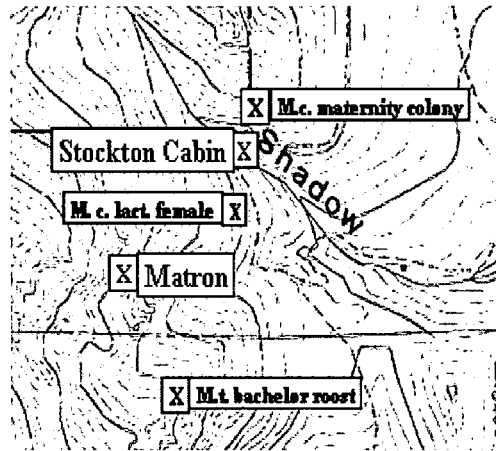 X M.c. maternity colony
Stockton Cabin X
Shadow
M. c. lact. female X
X Matron
X M.t. bachelor roost